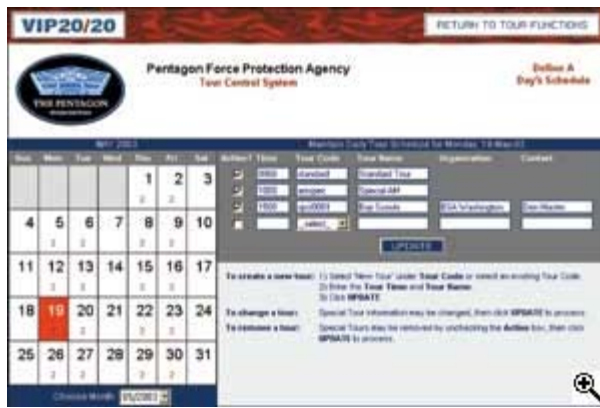 VIP20/20
RETURN TO TOUR FUNCTIONS
Pentagon Force Protection Agency
Tour Control System
Define A
Day's Schedule
THE PENTAGON
MAY 2003
Maintain Daily Tour Schedule for Monday, 19-May-03
Sun Mon Tue Wed Thu Fri Sat
Active? Time Tour Code Tour Name Organization Contact
1 2 3
4 5 6 7 8 9 10
11 12 13 14 15 16 17
18 19 20 21 22 23 24
25 26 27 28 29 30 31
0900 standard Standard Tour
1000 Special AM
1500 Boy Scouts BSA Washington
_select_
UPDATE
To create a new tour: 1) Select "New Tour" under Tour Code or select an existing Tour Code.
2) Enter the Tour Time and Tour Name.
3) Click UPDATE
To change a tour: Special Tour information may be changed, then click UPDATE to process.
To remove a tour: Special Tours may be removed by unchecking the Active box, then click
UPDATE to process.
Choose Month 05/2003